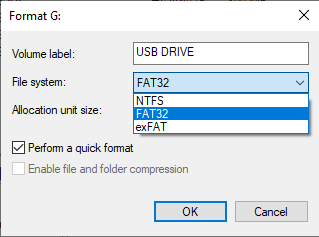 Format G:
Volume label: USB DRIVE
File system: FAT32
NTFS
FAT32
exFAT
Allocation unit size:
Perform a quick format
Enable file and folder compression
OK Cancel